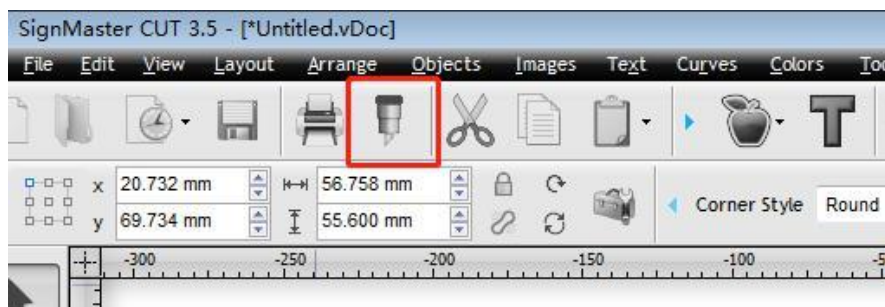 SignMaster CUT 3.5 - [*Untitled.vDoc]
File Edit View Layout Arrange Objects Images Text Curves Colors
x 20.732 mm 56.758 mm Corner Style Round
y 69.734 mm 55.600 mm
-300 -250 -200 -150 -100